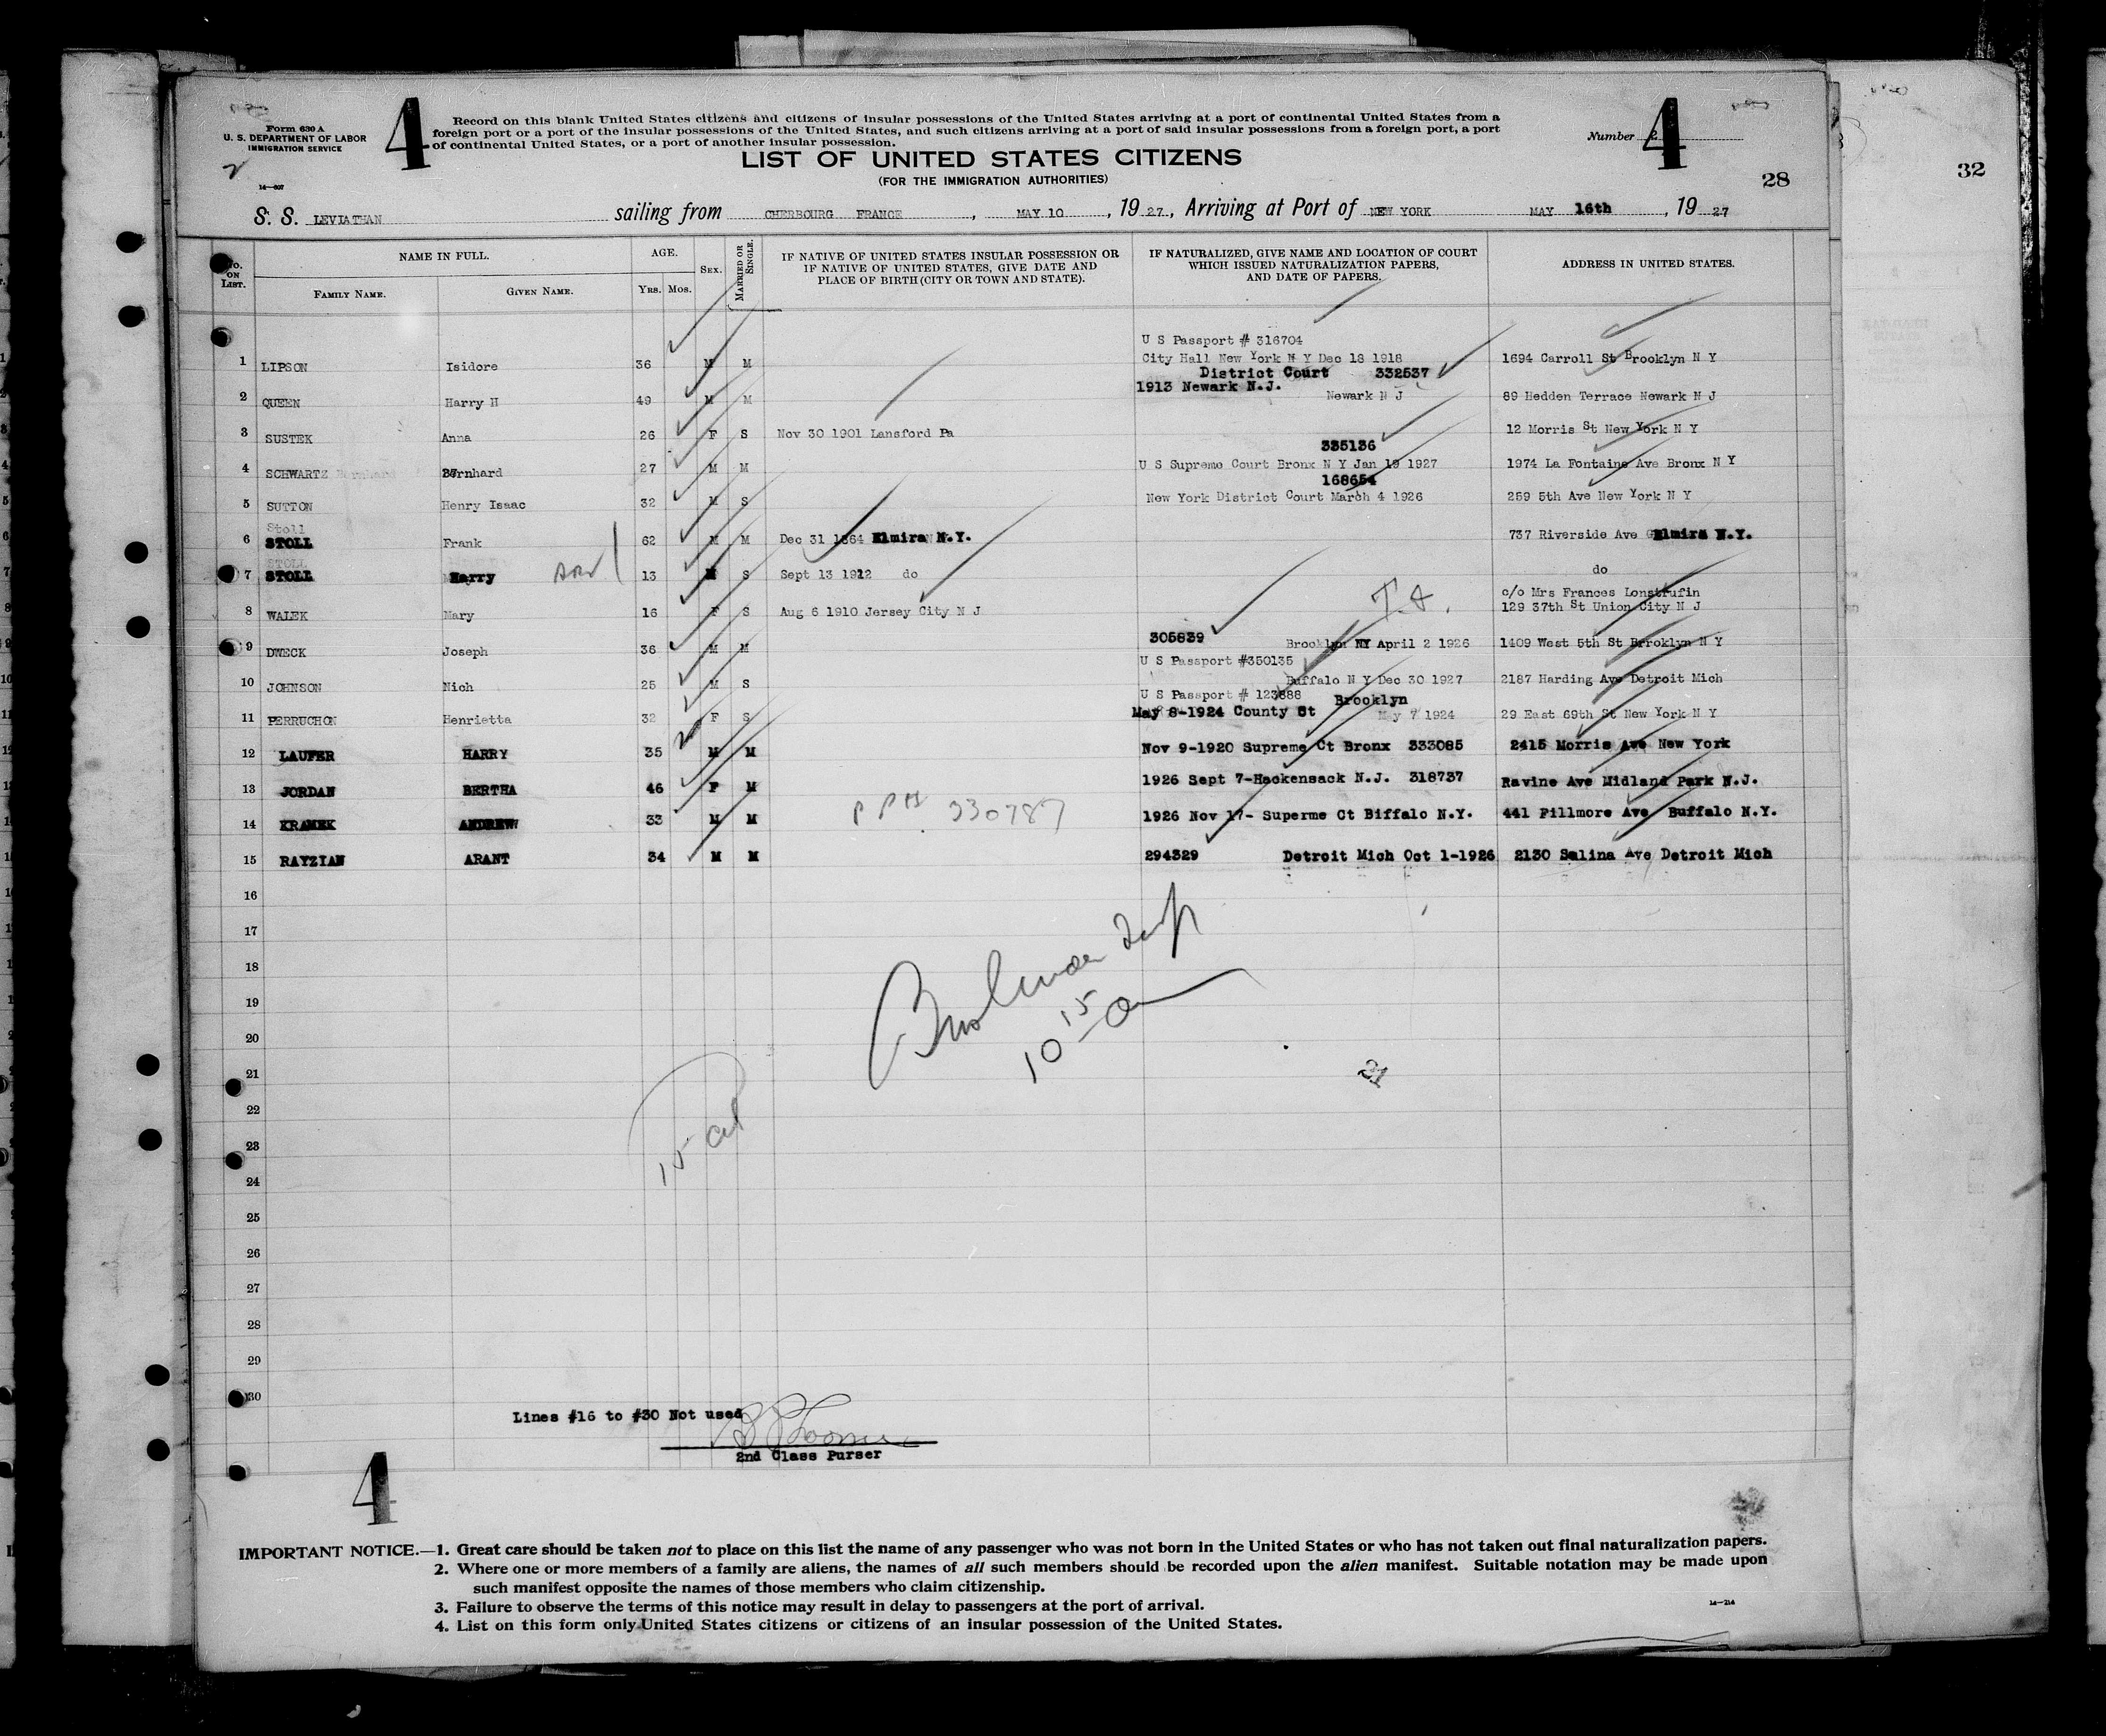 4
Form 630 A
U. S. DEPARTMENT OF LABOR
IMMIGRATION SERVICE
2
14—607
Record on this blank United States citizens and citizens of insular possessions of the United States arriving at a port of continental United States from a
foreign port or a port of the insular possessions of the United States, and such citizens arriving at a port of said insular possessions from a foreign port, a port
of continental United States, or a port of another insular possession.
LIST OF UNITED STATES CITIZENS
(FOR THE IMMIGRATION AUTHORITIES)
Number 2
4
28
32
S. S. LEVIATHAN sailing from CHERBOURG FRANCE, MAY 10, 1927, Arriving at Port of NEW YORK MAY 16th, 1927
No. ON LIST. NAME IN FULL. FAMILY NAME. GIVEN NAME. AGE. YRS. MOS. SEX. MARRIED OR SINGLE.
IF NATIVE OF UNITED STATES INSULAR POSSESSION OR
IF NATIVE OF UNITED STATES, GIVE DATE AND
PLACE OF BIRTH (CITY OR TOWN AND STATE).
IF NATURALIZED, GIVE NAME AND LOCATION OF COURT
WHICH ISSUED NATURALIZATION PAPERS,
AND DATE OF PAPERS.
ADDRESS IN UNITED STATES.
U S Passport # 316704
1 LIPSON Isidore 36 M M City Hall New York N Y Dec 18 1918 1694 Carroll St Brooklyn N Y
District Court 332537
1913 Newark N.J.
2 QUEEN Harry H 49 M M Newark N J 89 Hedden Terrace Newark N J
3 SUSTEK Anna 26 F S Nov 30 1901 Lansford Pa 12 Morris St New York N Y
335136
4 SCHWARTZ Bernhard 27 M M U S Supreme Court Bronx N Y Jan 19 1927 1974 La Fontaine Ave Bronx N Y
168654
5 SUTTON Henry Isaac 32 M S New York District Court March 4 1926 259 5th Ave New York N Y
Stoll
6 STOLL Frank 62 M M Dec 31 1864 Elmira N.Y. 737 Riverside Ave Elmira N.Y.
STOLL
7 STOLL Harry 13 M S Sept 13 1912 do do
c/o Mrs Frances Lonstrufin
8 WALEK Mary 16 F S Aug 6 1910 Jersey City N J 129 37th St Union City N J
305839
9 DWECK Joseph 36 M M Brooklyn NY April 2 1926 1409 West 5th St Brroklyn N Y
U S Passport #350135
10 JOHNSON Nich 25 M S Buffalo N Y Dec 30 1927 2187 Harding Ave Detroit Mich
U S Passport # 123888 Brooklyn
May 8-1924 County Ct
11 PERRUCHON Henrietta 32 F S May 7 1924 29 East 69th St New York N Y
12 LAUFER HARRY 35 M M Nov 9-1920 Supreme Ct Bronx 333085 2415 Morris Ave New York
13 JORDAN BERTHA 46 F M 1926 Sept 7-Hackensack N.J. 318737 Ravine Ave Midland Park N.J.
14 KRAMEK ANDREW 33 M M 330787 1926 Nov 17- Superme Ct Biffalo N.Y. 441 Fillmore Ave Buffalo N.Y.
15 RAYZIAN ARANT 34 M M 294329 Detroit Mich Oct 1-1926 2130 Salina Ave Detroit Mich
16
17
18
19
20
10 15
21
21
22
23
24
25
26
27
28
29
30
Lines #16 to #30 Not used
2nd Class Purser
4
IMPORTANT NOTICE.—1. Great care should be taken not to place on this list the name of any passenger who was not born in the United States or who has not taken out final naturalization papers.
2. Where one or more members of a family are aliens, the names of all such members should be recorded upon the alien manifest. Suitable notation may be made upon
such manifest opposite the names of those members who claim citizenship.
3. Failure to observe the terms of this notice may result in delay to passengers at the port of arrival.
4. List on this form only United States citizens or citizens of an insular possession of the United States.
14—214